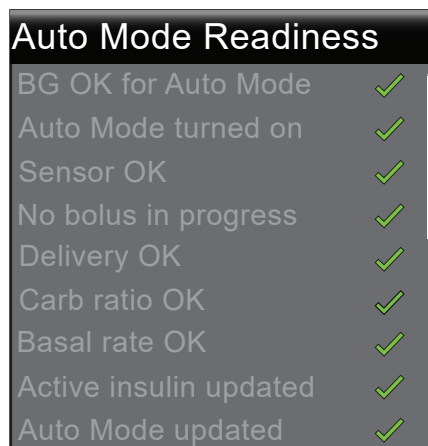 Auto Mode Readiness
BG OK for Auto Mode
Auto Mode turned on
Sensor OK
No bolus in progress
Delivery OK
Carb ratio OK
Basal rate OK
Active insulin updated
Auto Mode updated